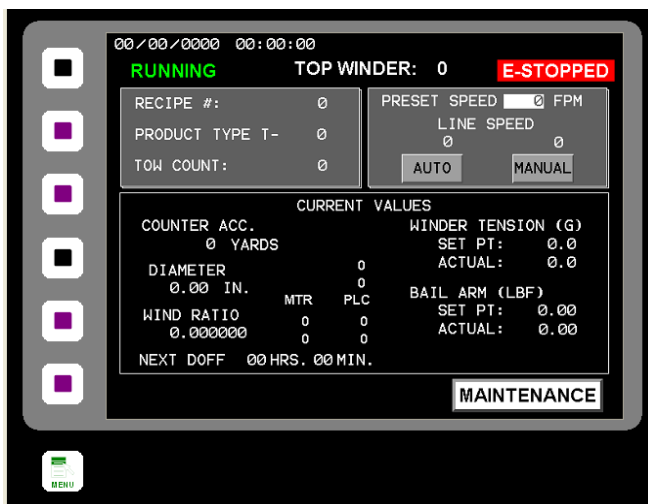 00/00/0000 00:00:00
RUNNING TOP WINDER: 0 E-STOPPED
RECIPE #: 0
PRODUCT TYPE T- 0
TOW COUNT: 0
PRESET SPEED 0 FPM
LINE SPEED
0 0
AUTO MANUAL
CURRENT VALUES
COUNTER ACC.
0 YARDS
DIAMETER 0
0.00 IN. 0
MTR PLC
WIND RATIO 0 0
0.000000 0 0
NEXT DOFF 00 HRS. 00 MIN.
WINDER TENSION (G)
SET PT: 0.0
ACTUAL: 0.0
BAIL ARM (LBF)
SET PT: 0.00
ACTUAL: 0.00
MAINTENANCE
MENU